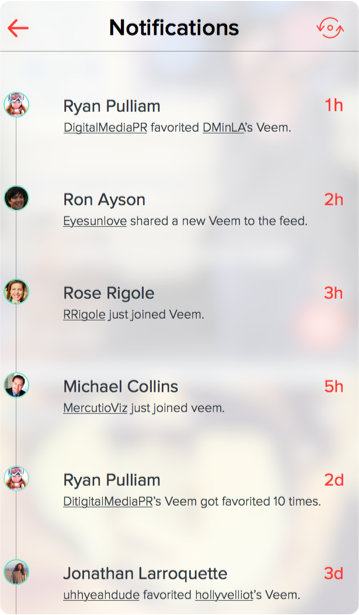 Notifications
Ryan Pulliam 1h
DigitalMediaPR favorited DMinLA's Veem.
Ron Ayson 2h
Eyesunlove shared a new Veem to the feed.
Rose Rigole 3h
RRigole just joined Veem.
Michael Collins 5h
MercutioViz just joined veem.
Ryan Pulliam 2d
DitigitalMediaPR's Veem got favorited 10 times.
Jonathan Larroquette 3d
uhhyeahdude favorited hollyvelliot's Veem.